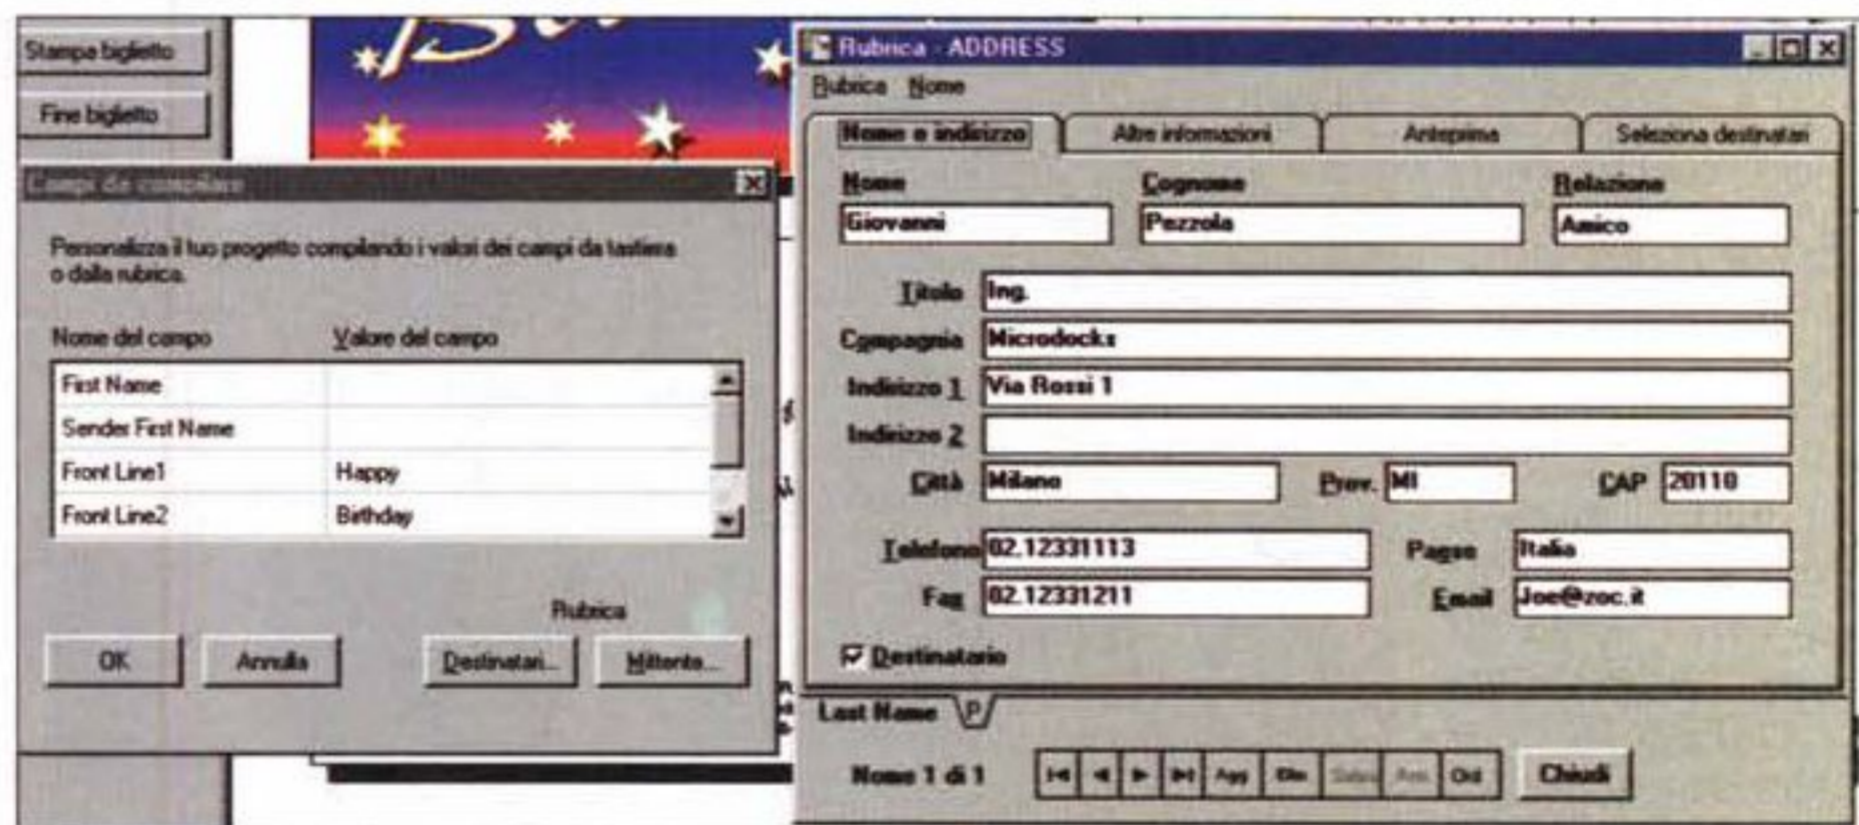 Stampa biglietto
Fine biglietto
Campi da compilare
Personalizza il tuo progetto compilando i valori dei campi da tastiera
o dalla rubrica.
Nome del campo Valore del campo
First Name
Sender First Name
Front Line1 Happy
Front Line2 Birthday
Rubrica
OK Annulla Destinatari... Mittente...
Rubrica - ADDRESS
Rubrica Nome
Nome e indirizzo Altre informazioni Anteprima Seleziona destinatari
Nome Cognome Relazione
Giovanni Pezzola Amico
Titolo Ing.
Compagnia Microdocks
Indirizzo 1 Via Rossi 1
Indirizzo 2
Città Milano Prov. MI CAP 20110
Telefono 02.12331113 Paese Italia
Fax 02.12331211 Email Joe@zoc.it
Destinatario
Last Name P
Nome 1 di 1 Agg Elim Ord Chiudi